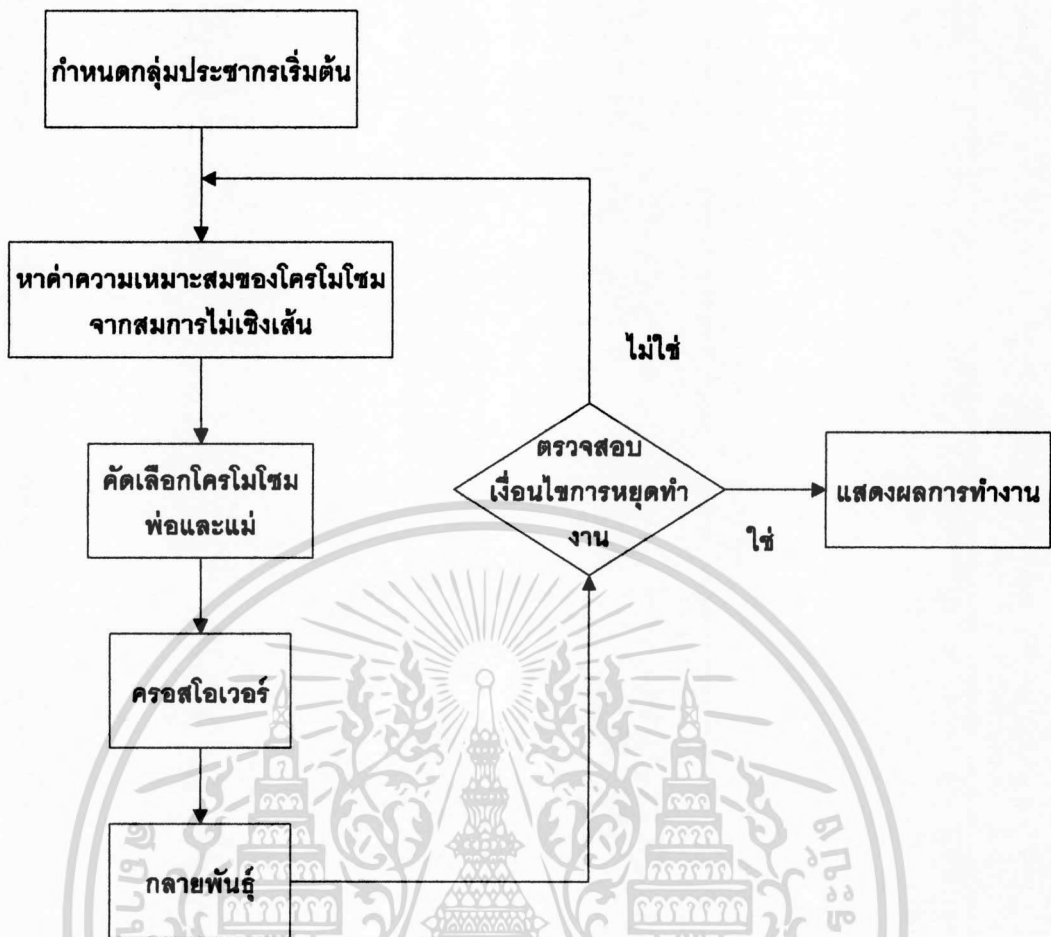 กำหนดกลุ่มประชากรเริ่มต้น
หาค่าความเหมาะสมของโครโมโซม
จากสมการไม่เชิงเส้น
คัดเลือกโครโมโซม
พ่อและแม่
ครอสโอเวอร์
กลายพันธุ์
ไม่ใช่
ตรวจสอบ
เงื่อนไขการหยุดทำ
งาน
ใช่
แสดงผลการทำงาน